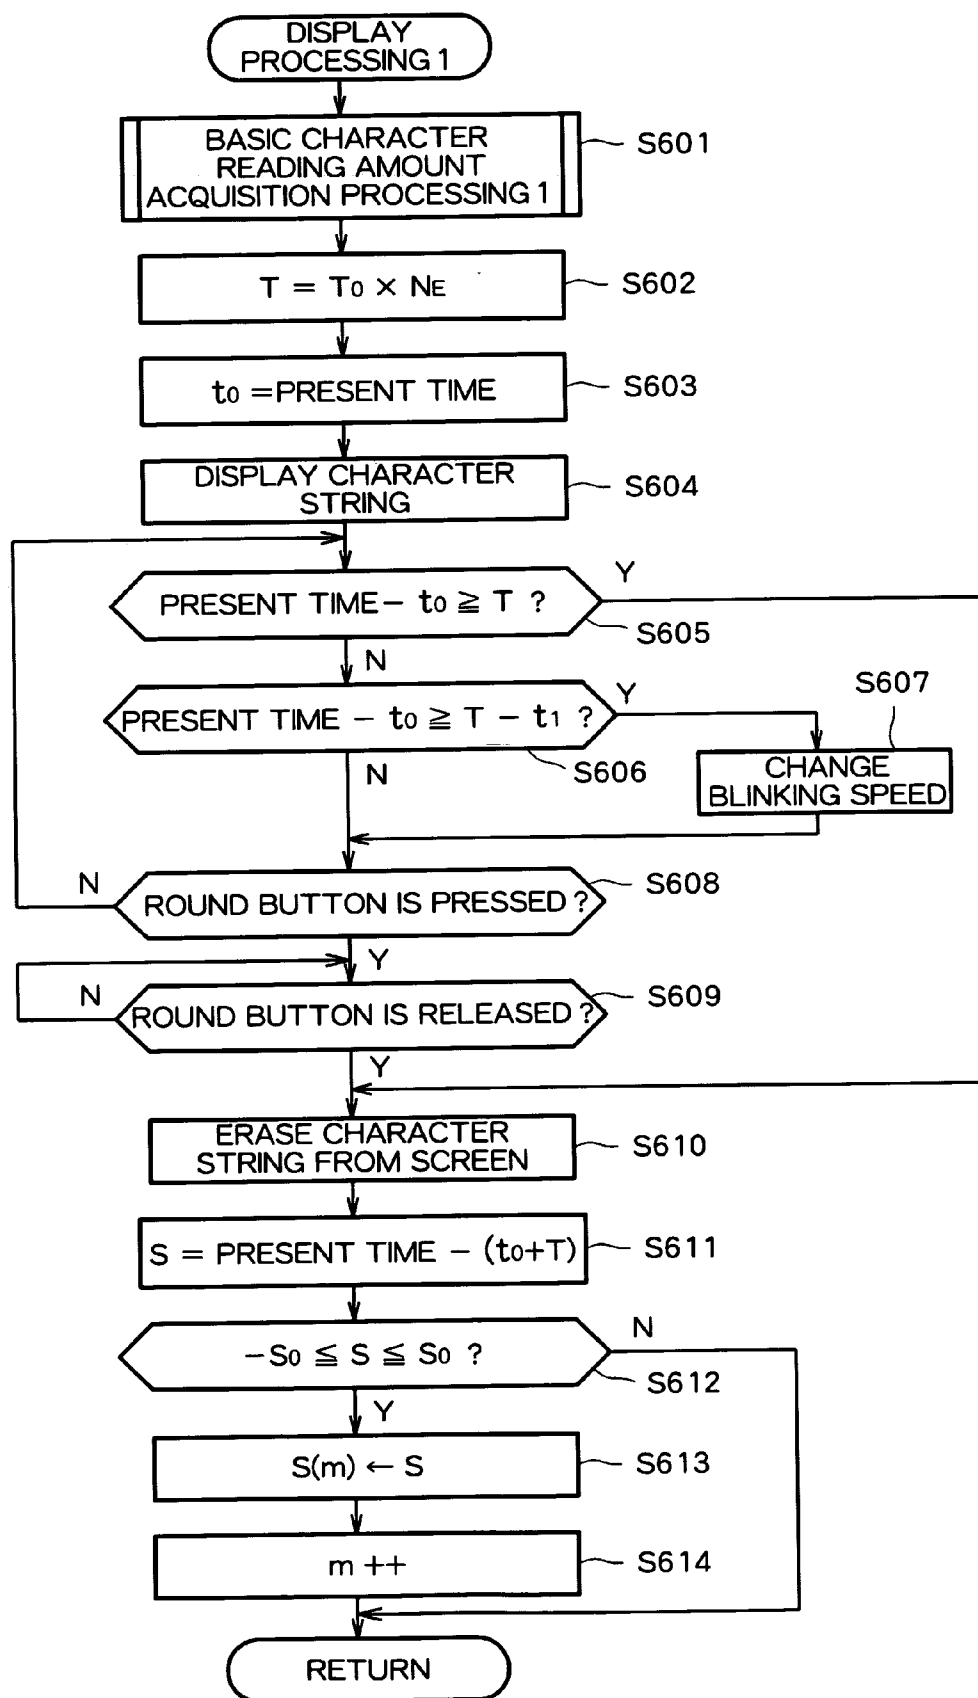 DISPLAY
PROCESSING 1
BASIC CHARACTER
READING AMOUNT
ACQUISITION PROCESSING 1
S601
T = T0 × NE
S602
t0 = PRESENT TIME
S603
DISPLAY CHARACTER
STRING
S604
PRESENT TIME – t0 ≧ T ?
Y
S605
N
PRESENT TIME – t0 ≧ T – t1 ?
Y
S606
N
S607
CHANGE
BLINKING SPEED
ROUND BUTTON IS PRESSED ?
N
S608
Y
ROUND BUTTON IS RELEASED ?
N
S609
Y
ERASE CHARACTER
STRING FROM SCREEN
S610
S = PRESENT TIME – (t0+T)
S611
–S0 ≦ S ≦ S0 ?
N
S612
Y
S(m) ← S
S613
m ++
S614
RETURN